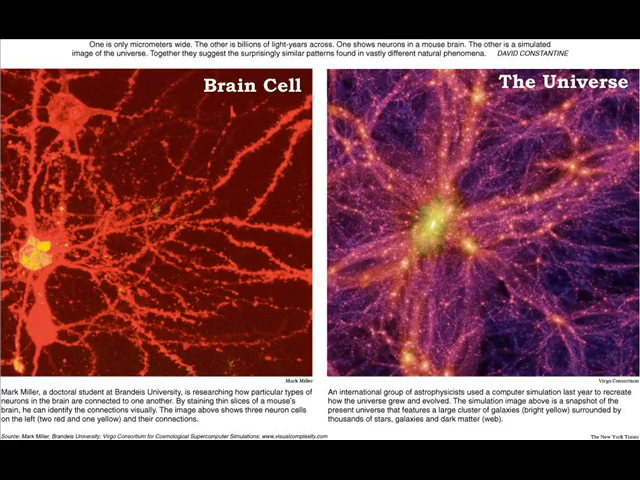 One is only micrometers wide. The other is billions of light-years across. One shows neurons in a mouse brain. The other is a simulated
image of the universe. Together they suggest the surprisingly similar patterns found in vastly different natural phenomena. DAVID CONSTANTINE
Brain Cell
The Universe
Mark Miller
Virgo Consortium
Mark Miller, a doctoral student at Brandeis University, is researching how particular types of
neurons in the brain are connected to one another. By staining thin slices of a mouse's
brain, he can identify the connections visually. The image above shows three neuron cells
on the left (two red and one yellow) and their connections.
An international group of astrophysicists used a computer simulation last year to recreate
how the universe grew and evolved. The simulation image above is a snapshot of the
present universe that features a large cluster of galaxies (bright yellow) surrounded by
thousands of stars, galaxies and dark matter (web).
Source: Mark Miller, Brandeis University; Virgo Consortium for Cosmological Supercomputer Simulations; www.visualcomplexity.com
The New York Times